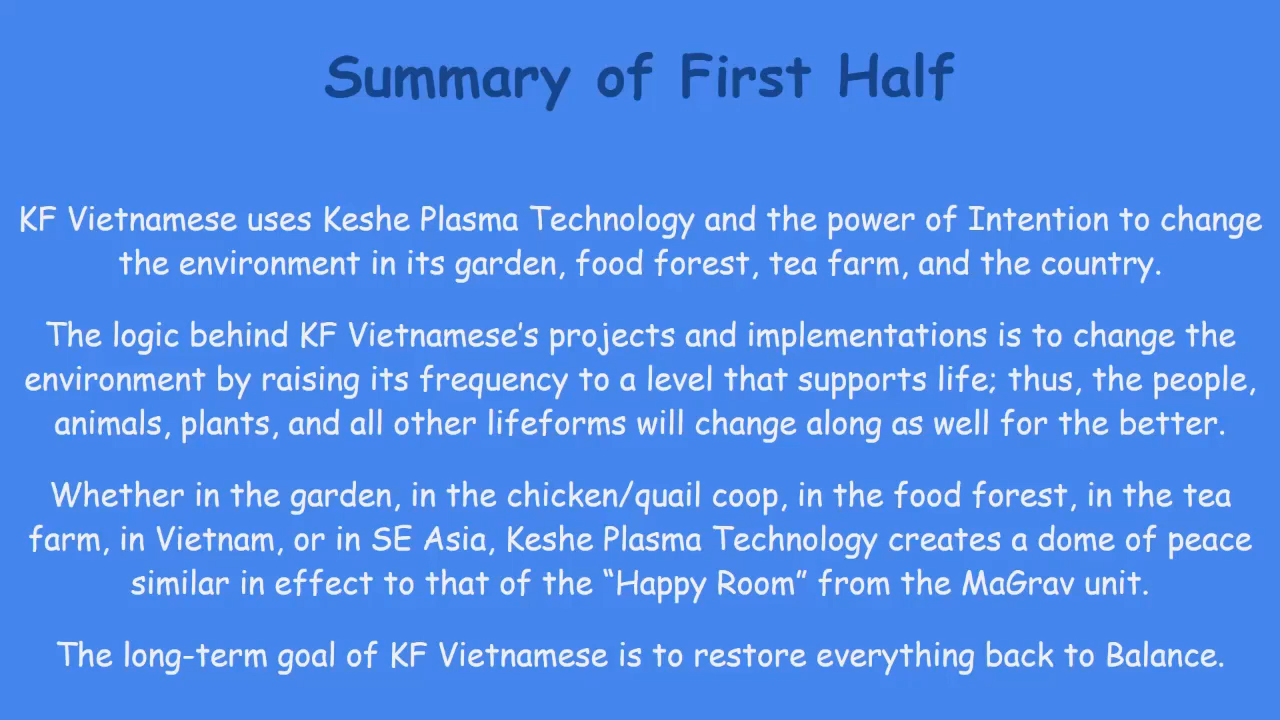 Summary of First Half
KF Vietnamese uses Keshe Plasma Technology and the power of Intention to change
the environment in its garden, food forest, tea farm, and the country.
The logic behind KF Vietnamese’s projects and implementations is to change the
environment by raising its frequency to a level that supports life; thus, the people,
animals, plants, and all other lifeforms will change along as well for the better.
Whether in the garden, in the chicken/quail coop, in the food forest, in the tea
farm, in Vietnam, or in SE Asia, Keshe Plasma Technology creates a dome of peace
similar in effect to that of the “Happy Room” from the MaGrav unit.
The long-term goal of KF Vietnamese is to restore everything back to Balance.